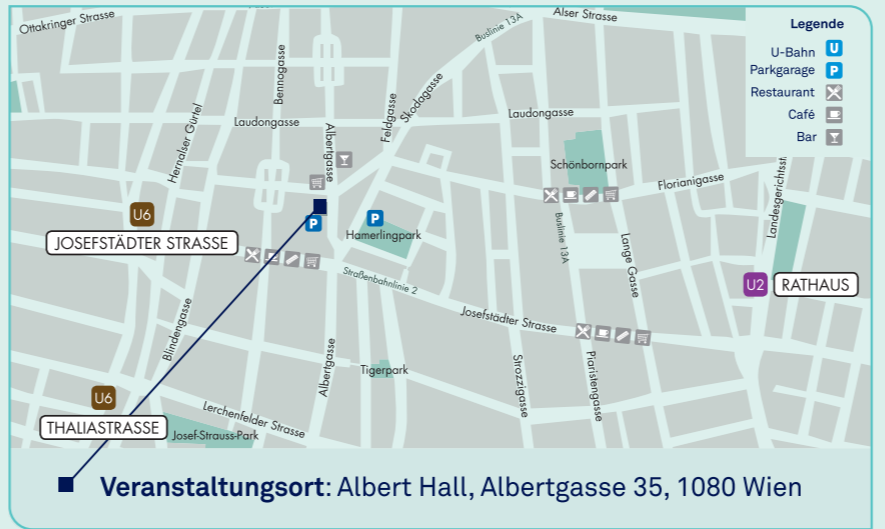 Ottakringer Strasse
Buslinie 13A
Alser Strasse
Legende
U-Bahn U
Parkgarage P
Restaurant
Café
Bar
Hernalser Gürtel
Bennogasse
Laudongasse
Albertgasse
Feldgasse
Skodagasse
Laudongasse
Schönbornpark
Florianigasse
U6
JOSEFSTÄDTER STRASSE
P
P
Hamerlingpark
Buslinie 13A
Lange Gasse
U2 RATHAUS
Straßenbahnlinie 2
Josefstädter Strasse
Blindengasse
Albertgasse
Tigerpark
Strozzigasse
Piaristengasse
U6
THALIASTRASSE
Lerchenfelder Strasse
Josef-Strauss-Park
Veranstaltungsort: Albert Hall, Albertgasse 35, 1080 Wien